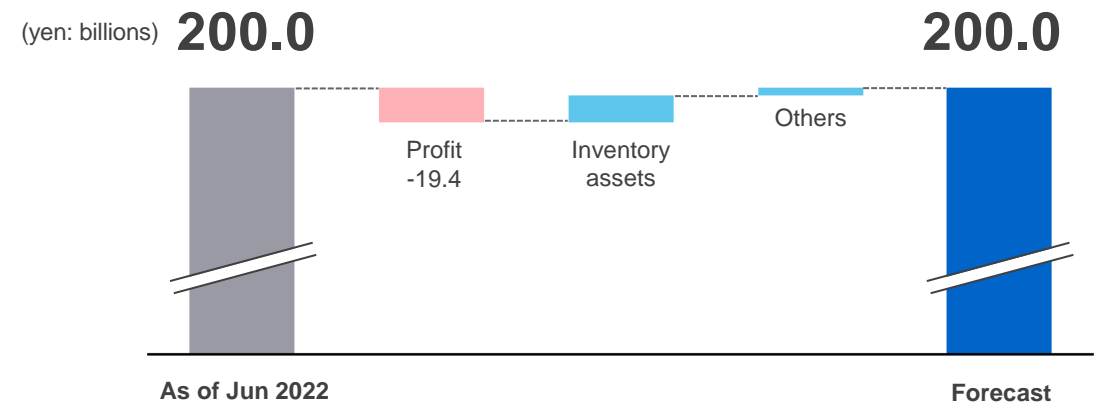 (yen: billions) 200.0
200.0
Profit
-19.4
Inventory
assets
Others
As of Jun 2022
Forecast